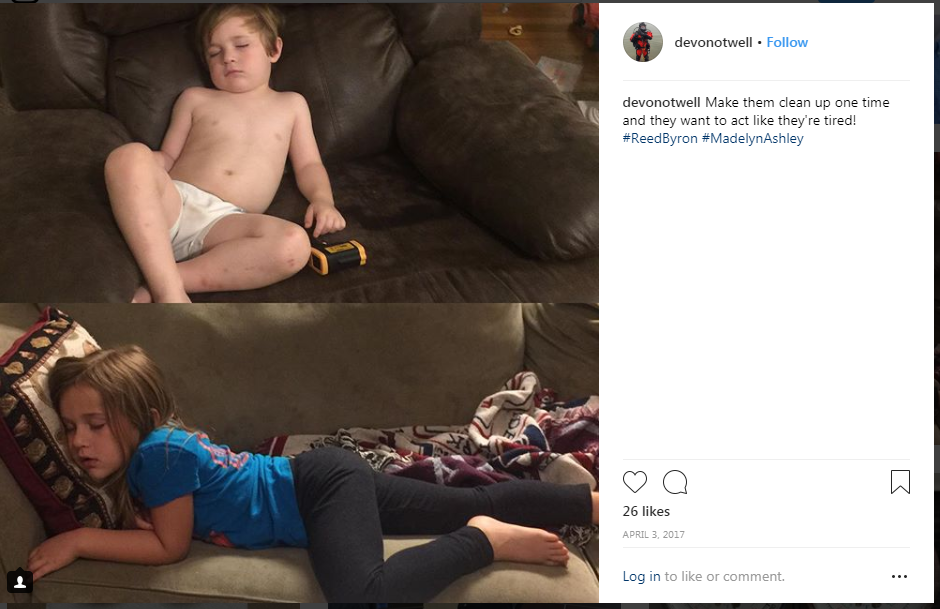 devonotwell • Follow
devonotwell Make them clean up one time
and they want to act like they're tired!
#ReedByron #MadelynAshley
26 likes
APRIL 3, 2017
Log in to like or comment.